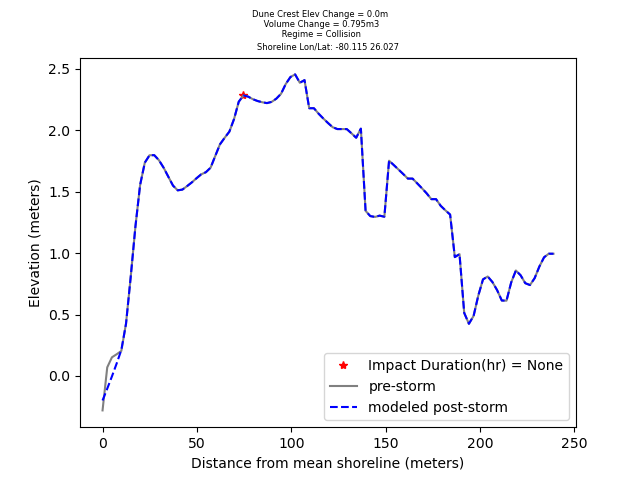 Dune Crest Elev Change = 0.0m
Volume Change = 0.795m3
Regime = Collision
Shoreline Lon/Lat: -80.115 26.027
2.5
2.0
1.5
1.0
0.5
0.0
Elevation (meters)
Impact Duration(hr) = None
pre-storm
modeled post-storm
0
50
100
150
200
250
Distance from mean shoreline (meters)